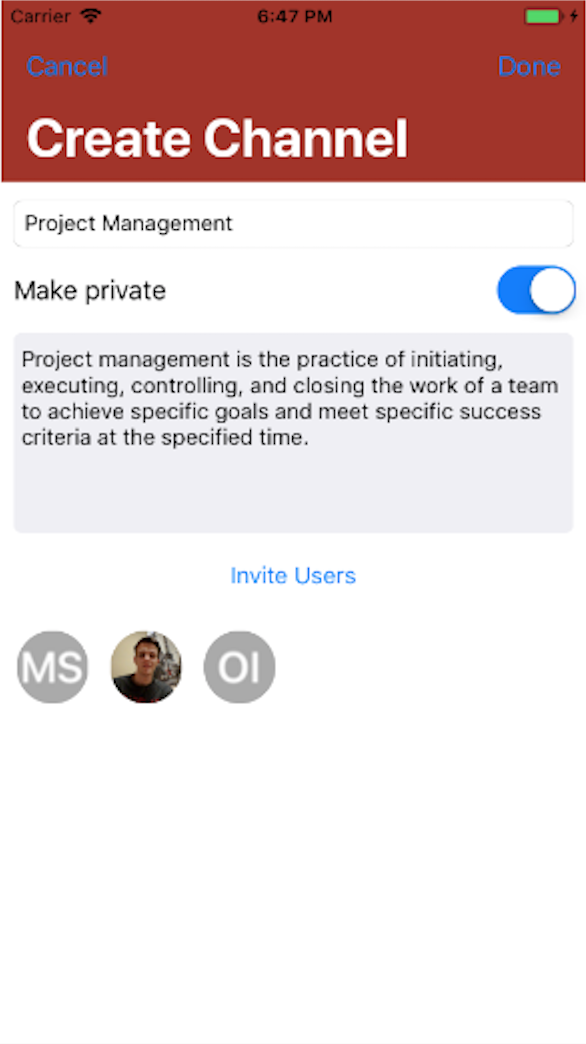 Carrier 6:47 PM
Cancel Done
Create Channel
Project Management
Make private
Project management is the practice of initiating,
executing, controlling, and closing the work of a team
to achieve specific goals and meet specific success
criteria at the specified time.
Invite Users
MS OI